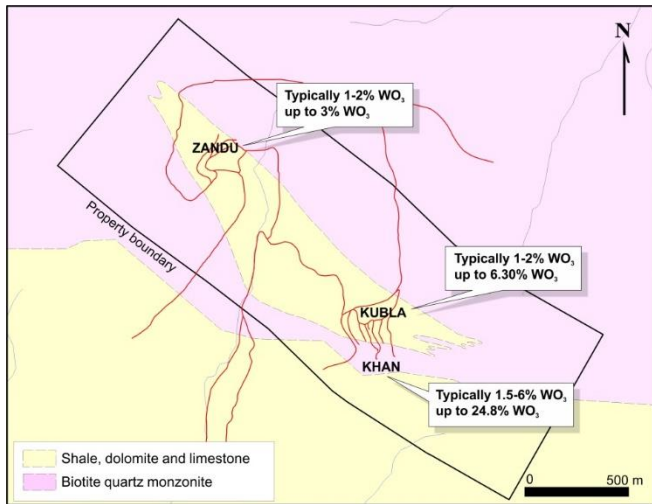 N
Typically 1-2% WO₃
up to 3% WO₃
ZANDU
Property boundary
Typically 1-2% WO₃
up to 6.30% WO₃
KUBLA
KHAN
Typically 1.5-6% WO₃
up to 24.8% WO₃
Shale, dolomite and limestone
Biotite quartz monzonite
0 500 m